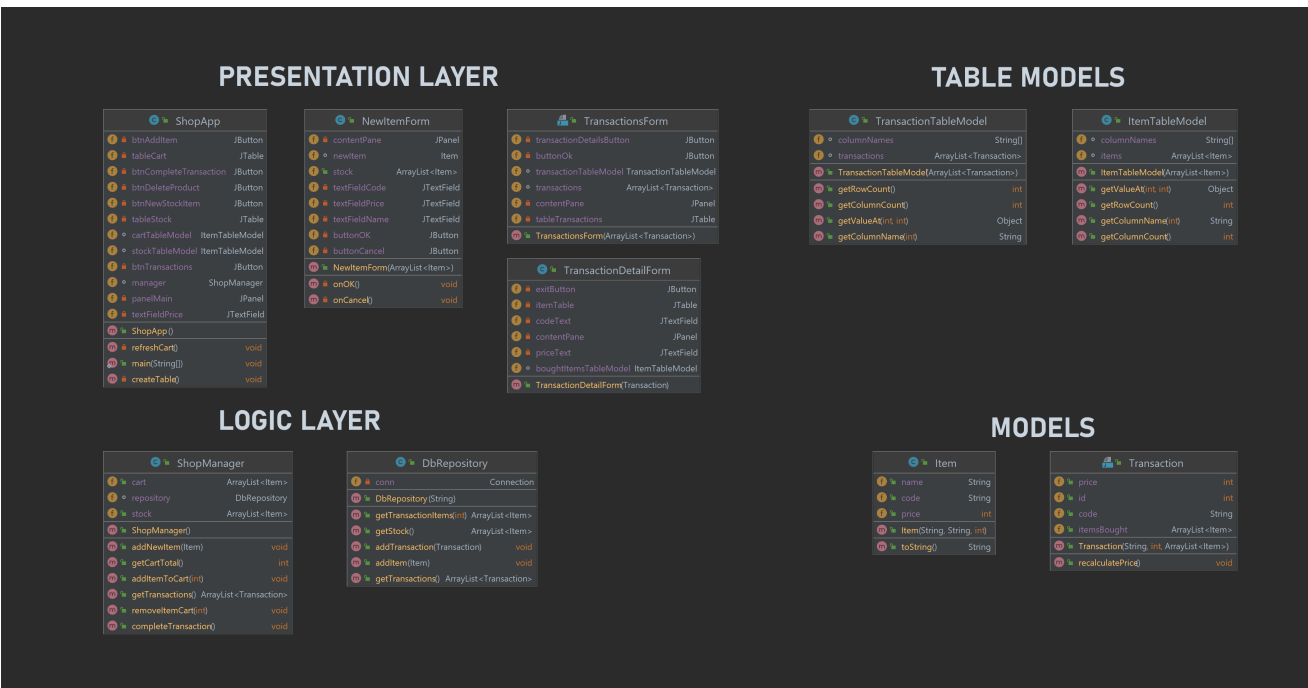 PRESENTATION LAYER
TABLE MODELS
ShopApp
btnAddItem JButton
tableCart JTable
btnCompleteTransaction JButton
btnDeleteProduct JButton
btnNewStockItem JButton
tableStock JTable
cartTableModel ItemTableModel
stockTableModel ItemTableModel
btnTransactions JButton
manager ShopManager
panelMain JPanel
textFieldPrice JTextField
ShopApp()
refreshCart() void
main(String[]) void
createTable() void
NewItemForm
contentPane JPanel
newItem Item
stock ArrayList<Item>
textFieldCode JTextField
textFieldPrice JTextField
textFieldName JTextField
buttonOK JButton
buttonCancel JButton
NewItemForm(ArrayList<Item>)
onOK() void
onCancel() void
TransactionsForm
transactionDetailsButton JButton
buttonOk JButton
transactionTableModel TransactionTableModel
transactions ArrayList<Transaction>
contentPane JPanel
tableTransactions JTable
TransactionsForm(ArrayList<Transaction>)
TransactionDetailForm
exitButton JButton
itemTable JTable
codeText JTextField
contentPane JPanel
priceText JTextField
boughtItemsTableModel ItemTableModel
TransactionDetailForm(Transaction)
TransactionTableModel
columnNames String[]
transactions ArrayList<Transaction>
TransactionTableModel(ArrayList<Transaction>)
getRowCount() int
getColumnCount() int
getValueAt(int, int) Object
getColumnName(int) String
ItemTableModel
columnNames String[]
items ArrayList<Item>
ItemTableModel(ArrayList<Item>)
getValueAt(int, int) Object
getRowCount() int
getColumnName(int) String
getColumnCount() int
LOGIC LAYER
MODELS
ShopManager
cart ArrayList<Item>
repository DbRepository
stock ArrayList<Item>
ShopManager()
addNewItem(Item) void
getCartTotal() int
addItemToCart(int) void
getTransactions() ArrayList<Transaction>
removeItemCart(int) void
completeTransaction() void
DbRepository
conn Connection
DbRepository(String)
getTransactionItems(int) ArrayList<Item>
getStock() ArrayList<Item>
addTransaction(Transaction) void
addItem(Item) void
getTransactions() ArrayList<Transaction>
Item
name String
code String
price int
Item(String, String, int)
toString() String
Transaction
price int
id int
code String
itemsBought ArrayList<Item>
Transaction(String, int, ArrayList<Item>)
recalculatePrice() void